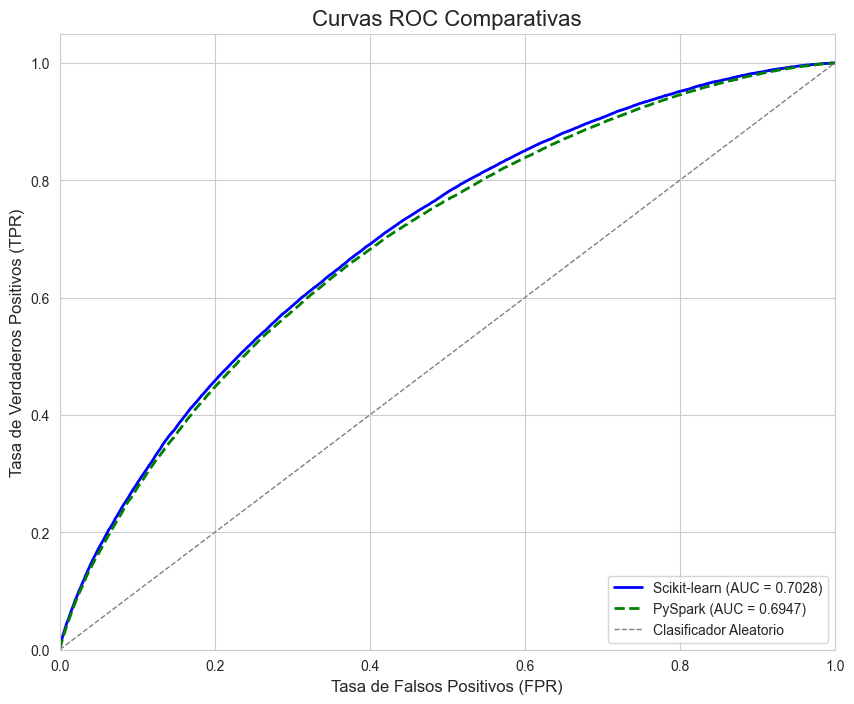 Curvas ROC Comparativas
Tasa de Verdaderos Positivos (TPR)
1.0
0.8
0.6
0.4
0.2
0.0
0.0 0.2 0.4 0.6 0.8 1.0
Tasa de Falsos Positivos (FPR)
Scikit-learn (AUC = 0.7028)
PySpark (AUC = 0.6947)
Clasificador Aleatorio